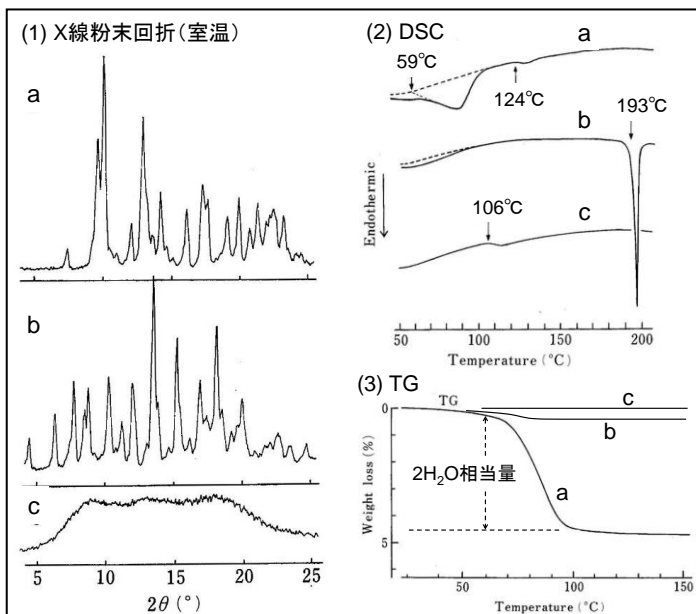 (1) X線粉末回折(室温)
a
b
c
5
10
15
20
25
2θ (°)
(2) DSC
a
59℃
124℃
193℃
b
106℃
c
Endothermic
50
100
150
200
Temperature (℃)
(3) TG
TG
0
c
b
2H₂O相当量
a
Weight loss (%)
5
50
100
150
Temperature (℃)